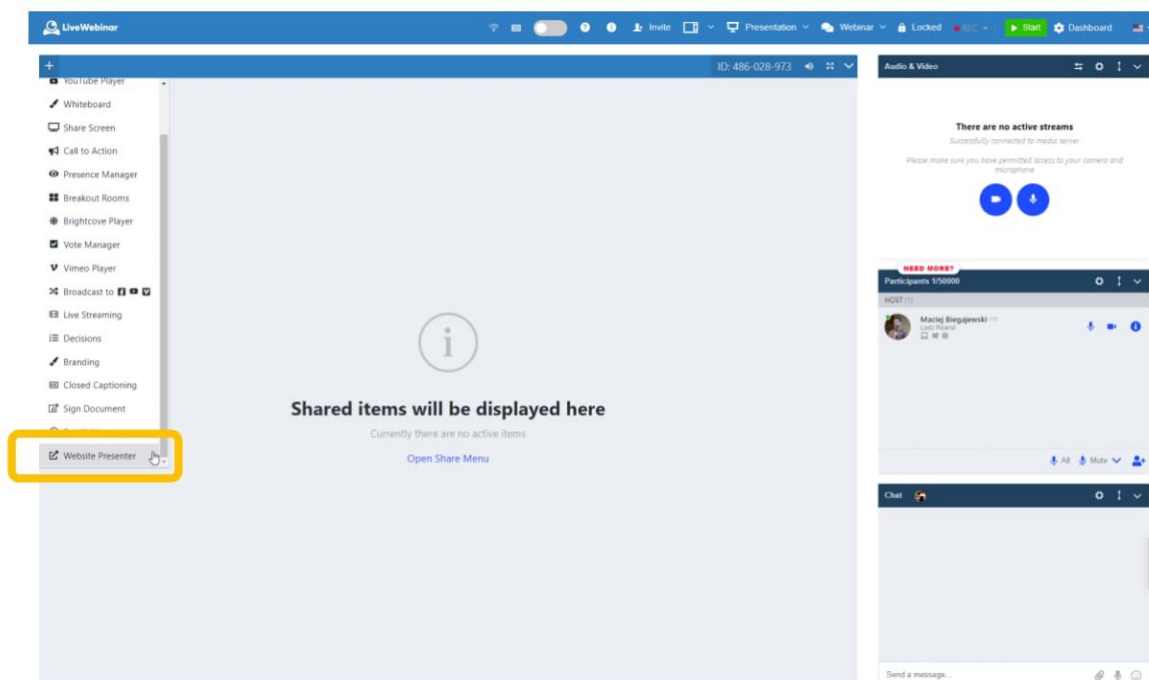 LiveWebinar
Invite
Presentation
Webinar
Locked
REC
Start
Dashboard
+
ID: 486-028-973
YouTube Player
Whiteboard
Share Screen
Call to Action
Presence Manager
Breakout Rooms
Brightcove Player
Vote Manager
Vimeo Player
Broadcast to
Live Streaming
Decisions
Branding
Closed Captioning
Sign Document
Website Presenter
Shared items will be displayed here
Currently there are no active items
Open Share Menu
Audio & Video
There are no active streams
Successfully connected to media server
Please make sure you have permitted access to your camera and
microphone
NEED MORE?
Participants 1/50000
HOST (1)
Maciej Biegajewski
Lodz Poland
All
Mute
Chat
Send a message...